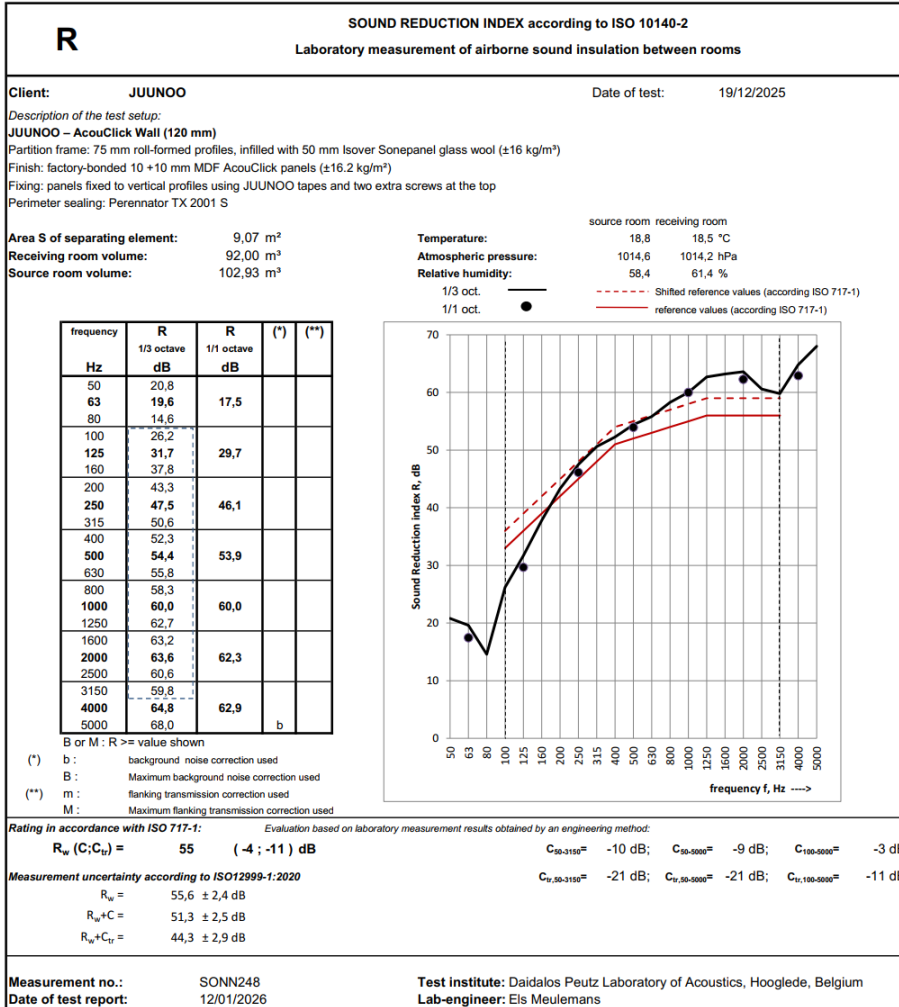 R
SOUND REDUCTION INDEX according to ISO 10140-2
Laboratory measurement of airborne sound insulation between rooms
Client: JUUNOO Date of test: 19/12/2025
Description of the test setup:
JUUNOO – AcouClick Wall (120 mm)
Partition frame: 75 mm roll-formed profiles, infilled with 50 mm Isover Sonepanel glass wool (±16 kg/m³)
Finish: factory-bonded 10 +10 mm MDF AcouClick panels (±16.2 kg/m²)
Fixing: panels fixed to vertical profiles using JUUNOO tapes and two extra screws at the top
Perimeter sealing: Perennator TX 2001 S
source room receiving room
Area S of separating element: 9,07 m² Temperature: 18,8 18,5 °C
Receiving room volume: 92,00 m³ Atmospheric pressure: 1014,6 1014,2 hPa
Source room volume: 102,93 m³ Relative humidity: 58,4 61,4 %
1/3 oct. Shifted reference values (according ISO 717-1)
1/1 oct. reference values (according ISO 717-1)
frequency R R (*) (**)
1/3 octave 1/1 octave
Hz dB dB
50 20,8
63 19,6 17,5
80 14,6
100 26,2
125 31,7 29,7
160 37,8
200 43,3
250 47,5 46,1
315 50,6
400 52,3
500 54,4 53,9
630 55,8
800 58,3
1000 60,0 60,0
1250 62,7
1600 63,2
2000 63,6 62,3
2500 60,6
3150 59,8
4000 64,8 62,9
5000 68,0 b
B or M : R >= value shown
(*) b : background noise correction used
B : Maximum background noise correction used
(**) m : flanking transmission correction used
M : Maximum flanking transmission correction used
Sound Reduction index R, dB
70
60
50
40
30
20
10
0
50 63 80 100 125 160 200 250 315 400 500 630 800 1000 1250 1600 2000 2500 3150 4000 5000
frequency f, Hz ---->
Rating in accordance with ISO 717-1: Evaluation based on laboratory measurement results obtained by an engineering method:
Rw (C;Ctr) = 55 ( -4 ; -11 ) dB C50-3150= -10 dB; C50-5000= -9 dB; C100-5000= -3 dB
Measurement uncertainty according to ISO12999-1:2020 Ctr,50-3150= -21 dB; Ctr,50-5000= -21 dB; Ctr,100-5000= -11 dB
Rw = 55,6 ± 2,4 dB
Rw+C = 51,3 ± 2,5 dB
Rw+Ctr = 44,3 ± 2,9 dB
Measurement no.: SONN248 Test institute: Daidalos Peutz Laboratory of Acoustics, Hooglede, Belgium
Date of test report: 12/01/2026 Lab-engineer: Els Meulemans